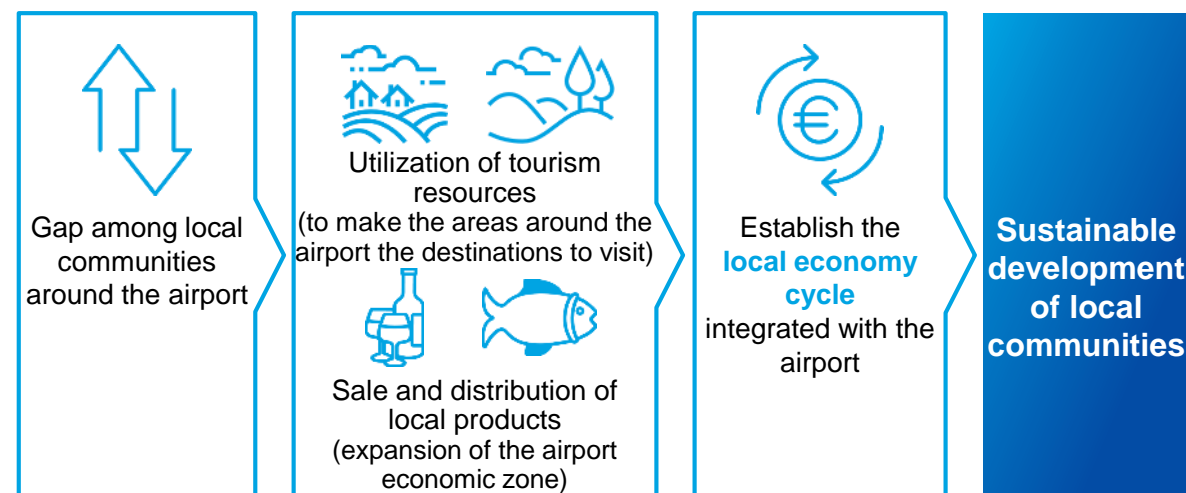 Gap among local
communities
around the airport
Utilization of tourism
resources
(to make the areas around the
airport the destinations to visit)
Sale and distribution of
local products
(expansion of the airport
economic zone)
€
Establish the
local economy
cycle
integrated with the
airport
Sustainable
development
of local
communities